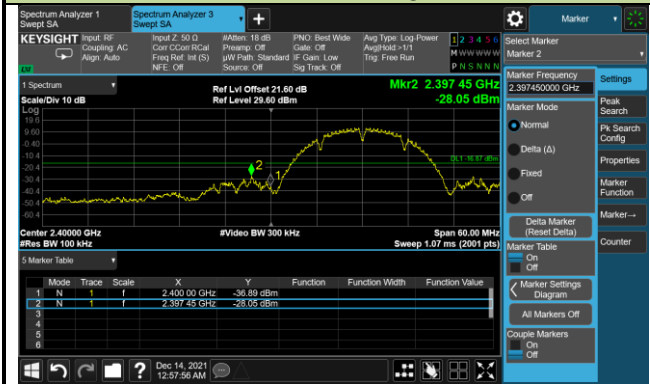 Spectrum Analyzer 1
Swept SA
Spectrum Analyzer 3
Swept SA
+
Marker
KEYSIGHT
Input: RF
Coupling: AC
Align: Auto
Input Z: 50 Ω
Corr CCorr RCal
Freq Ref: Int (S)
NFE: Off
#Atten: 18 dB
Preamp: Off
µW Path: Standard
Source: Off
PNO: Best Wide
Gate: Off
IF Gain: Low
Sig Track: Off
Avg Type: Log-Power
Avg|Hold:>1/1
Trig: Free Run
1 2 3 4 5 6
M W W W W W
P N S N N N
LXI
Select Marker
Marker 2
1 Spectrum
Ref Lvl Offset 21.60 dB
Mkr2 2.397 45 GHz
Scale/Div 10 dB
Ref Level 29.60 dBm
-28.05 dBm
Log
19.6
9.60
-0.40
-10.4
-20.4
-30.4
-40.4
-50.4
-60.4
2
1
DL1 -16.87 dBm
Center 2.40000 GHz
#Video BW 300 kHz
Span 60.00 MHz
#Res BW 100 kHz
Sweep 1.07 ms (2001 pts)
5 Marker Table
Mode Trace Scale X Y Function Function Width Function Value
1 N 1 f 2.400 00 GHz -36.89 dBm
2 N 1 f 2.397 45 GHz -28.05 dBm
3
4
5
6
Marker Frequency
2.397450000 GHz
Marker Mode
Normal
Delta (Δ)
Fixed
Off
Delta Marker
(Reset Delta)
Marker Table
On
Off
Marker Settings
Diagram
All Markers Off
Couple Markers
On
Off
Settings
Peak
Search
Pk Search
Config
Properties
Marker
Function
Marker→
Counter
?
Dec 14, 2021
12:57:56 AM